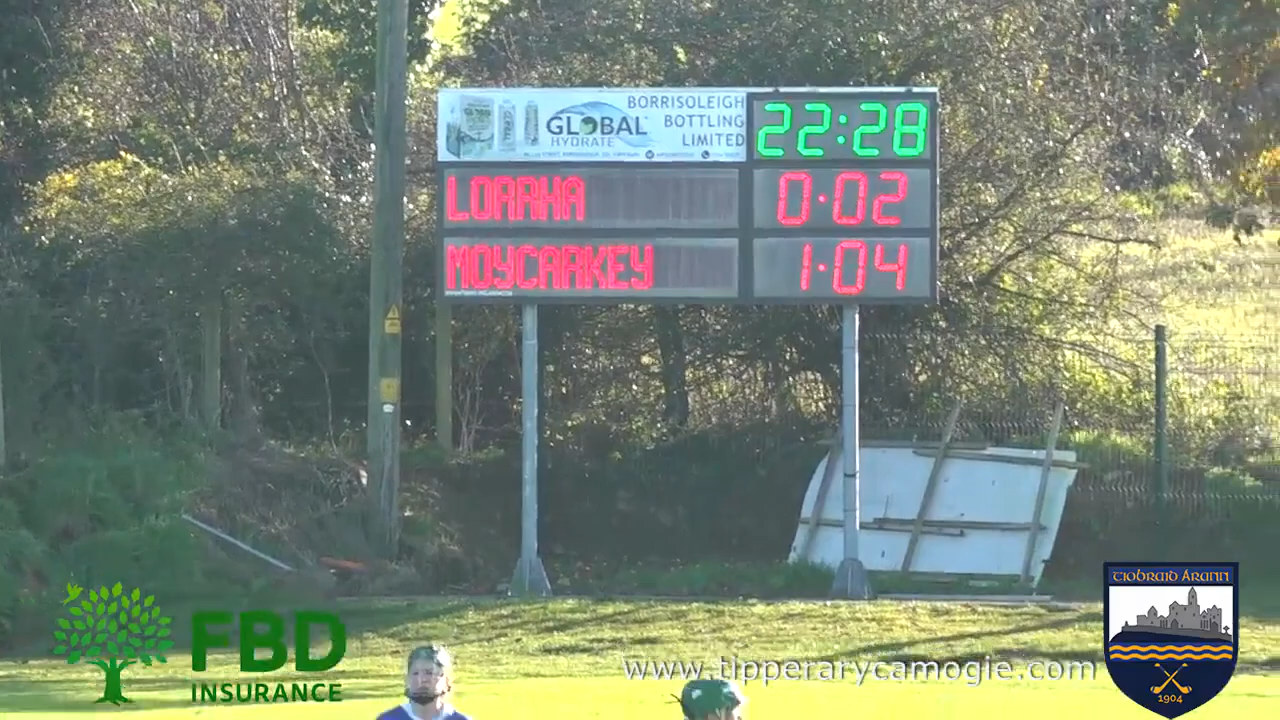 BORRISOLEIGH
BOTTLING
LIMITED
GLOBAL
HYDRATE
22:28
LORRHA 0·02
MOYCARKEY 1·04
FBD
INSURANCE
www.tipperarycamogie.com
Tiobraid Árann
1904